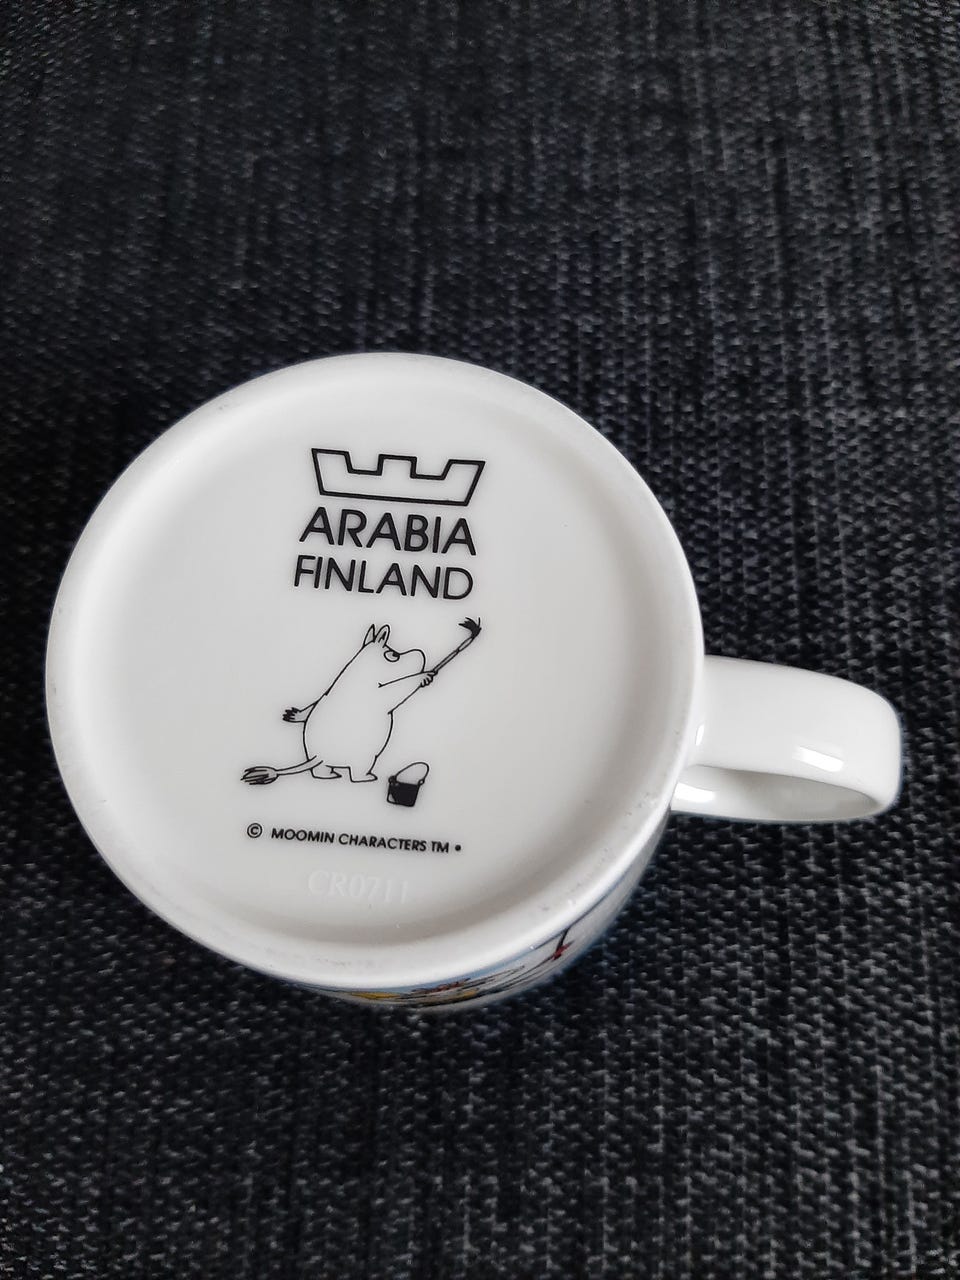 ARABIA
FINLAND
© MOOMIN CHARACTERS TM •
CR0711